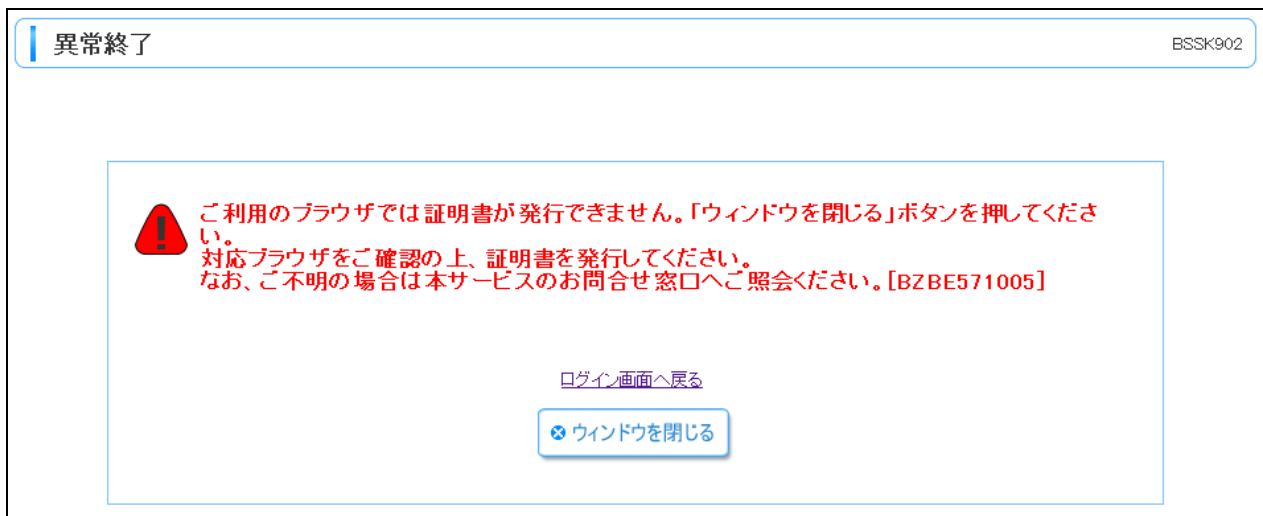 異常終了
BSSK902
ご利用のブラウザでは証明書が発行できません。「ウィンドウを閉じる」ボタンを押してくださ
い。
対応ブラウザをご確認の上、証明書を発行してください。
なお、ご不明の場合は本サービスのお問合せ窓口へご照会ください。[BZBE571005]
ログイン画面へ戻る
ウィンドウを閉じる